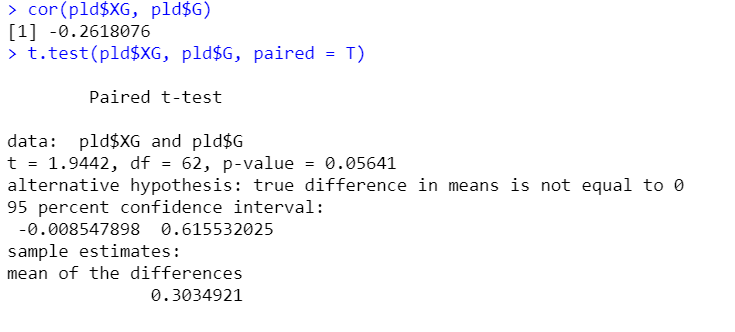 > cor(pld$XG, pld$G)
[1] -0.2618076
> t.test(pld$XG, pld$G, paired = T)
Paired t-test
data:  pld$XG and pld$G
t = 1.9442, df = 62, p-value = 0.05641
alternative hypothesis: true difference in means is not equal to 0
95 percent confidence interval:
-0.008547898  0.615532025
sample estimates:
mean of the differences
0.3034921